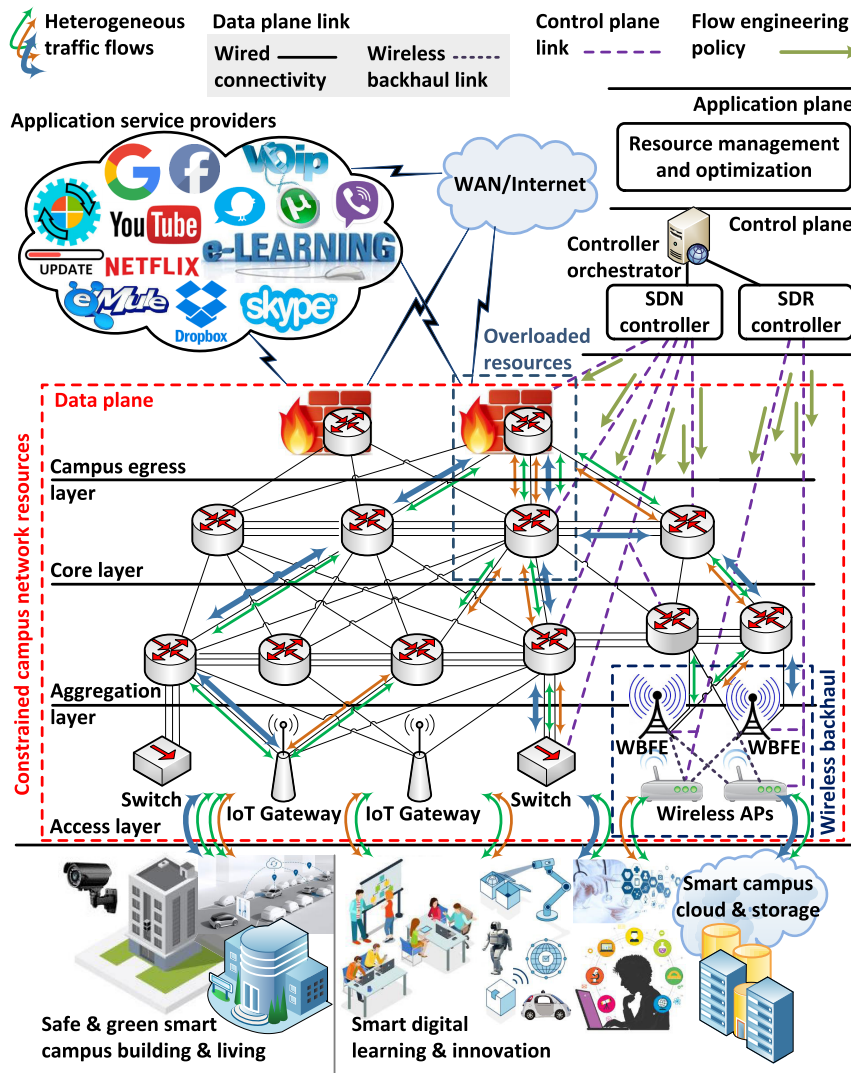 Heterogeneous
traffic flows
Data plane link
Wired
connectivity
Wireless
backhaul link
Control plane
link
Flow engineering
policy
Application plane
Resource management
and optimization
Control plane
Controller
orchestrator
SDN
controller
SDR
controller
Application service providers
G
f
VOip
µ
YouTube
e-LEARNING
UPDATE
NETFLIX
eMule
Dropbox
skype™
WAN/Internet
Overloaded
resources
Constrained campus network resources
Data plane
Campus egress
layer
Core layer
Aggregation
layer
WBFE
WBFE
Wireless backhaul
Switch
IoT Gateway
IoT Gateway
Switch
Wireless APs
Access layer
Smart campus
cloud & storage
Safe & green smart
campus building & living
Smart digital
learning & innovation